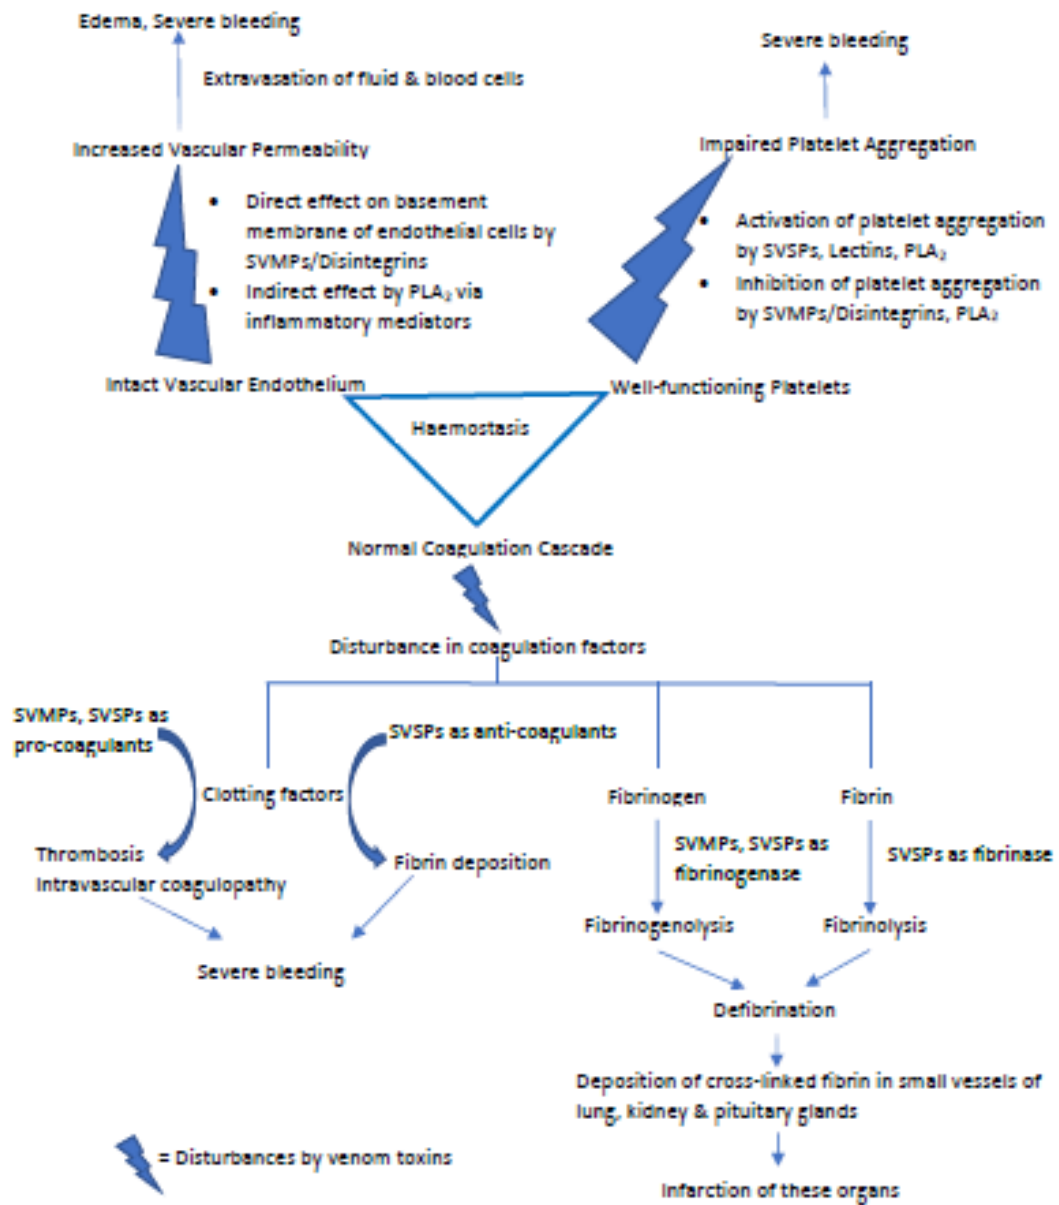 Edema, Severe bleeding
Extravasation of fluid & blood cells
Increased Vascular Permeability
• Direct effect on basement
membrane of endothelial cells by
SVMPs/Disintegrins
• Indirect effect by PLA₂ via
inflammatory mediators
Intact Vascular Endothelium
Severe bleeding
Impaired Platelet Aggregation
• Activation of platelet aggregation
by SVSPs, Lectins, PLA₂
• Inhibition of platelet aggregation
by SVMPs/Disintegrins, PLA₂
Well-functioning Platelets
Haemostasis
Normal Coagulation Cascade
Disturbance in coagulation factors
SVMPs, SVSPs as
pro-coagulants
SVSPs as anti-coagulants
Clotting factors
Thrombosis
Intravascular coagulopathy
Fibrin deposition
Severe bleeding
Fibrinogen
Fibrin
SVMPs, SVSPs as
fibrinogenase
SVSPs as fibrinase
Fibrinogenolysis
Fibrinolysis
Defibrination
Deposition of cross-linked fibrin in small vessels of
lung, kidney & pituitary glands
Infarction of these organs
= Disturbances by venom toxins